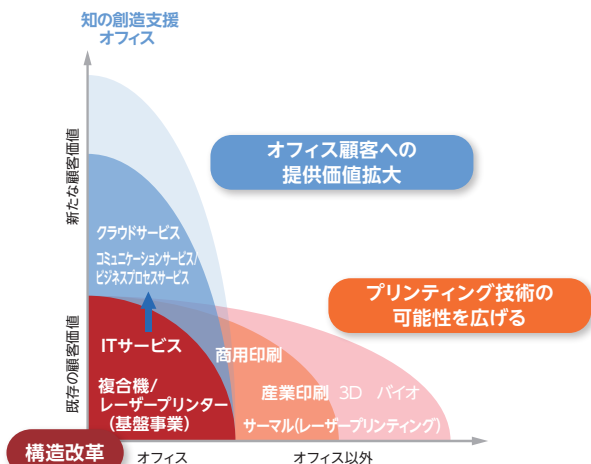 知の創造支援
オフィス
新たな顧客価値
オフィス顧客への
提供価値拡大
クラウドサービス
コミュニケーションサービス/
ビジネスプロセスサービス
プリンティング技術の
可能性を広げる
既存の顧客価値
ITサービス
商用印刷
複合機/
レーザープリンター
(基盤事業)
産業印刷 3D バイオ
サーマル(レーザープリンティング)
構造改革
オフィス
オフィス以外